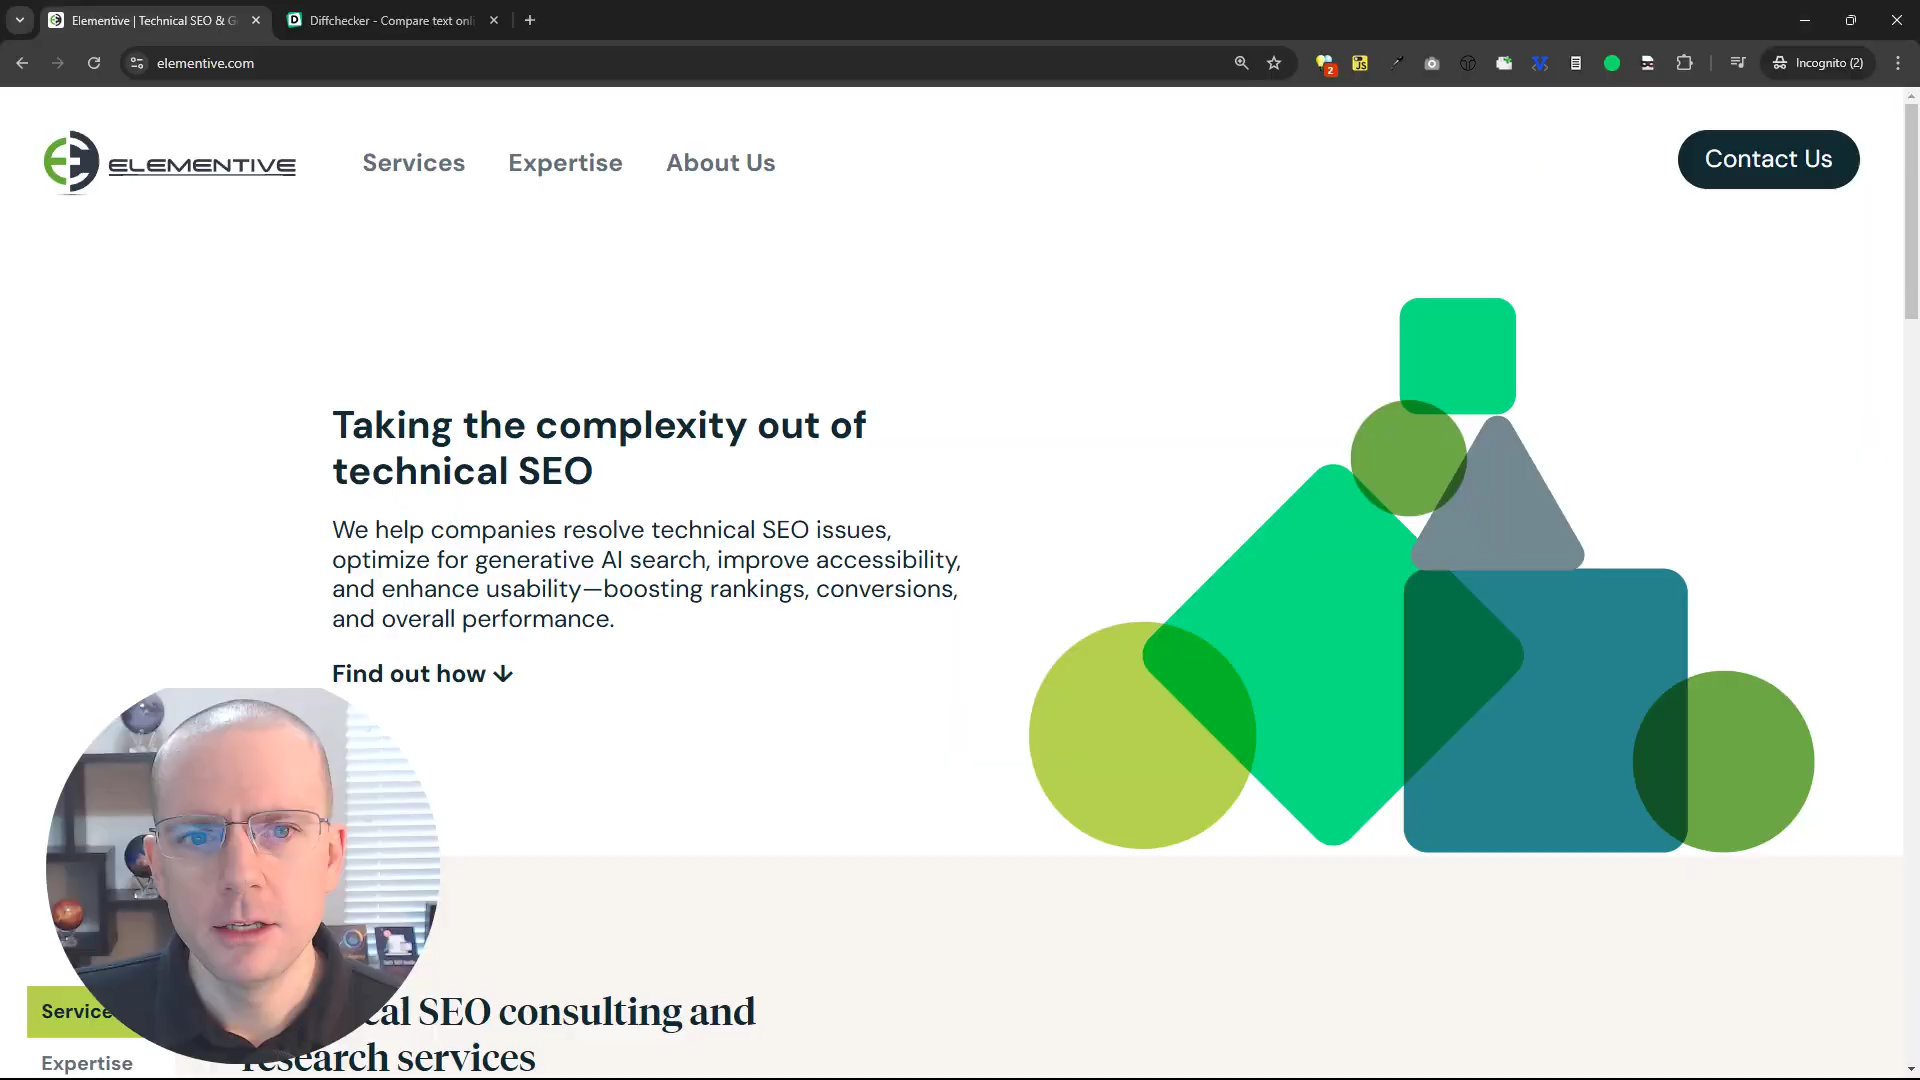 Elementive | Technical SEO & G
Diffchecker - Compare text onli
elementive.com
2
JS
Incognito (2)
ELEMENTIVE
Services
Expertise
About Us
Contact Us
Taking the complexity out of
technical SEO
We help companies resolve technical SEO issues,
optimize for generative AI search, improve accessibility,
and enhance usability—boosting rankings, conversions,
and overall performance.
Find out how ↓
Service
cal SEO consulting and
Expertise
research services